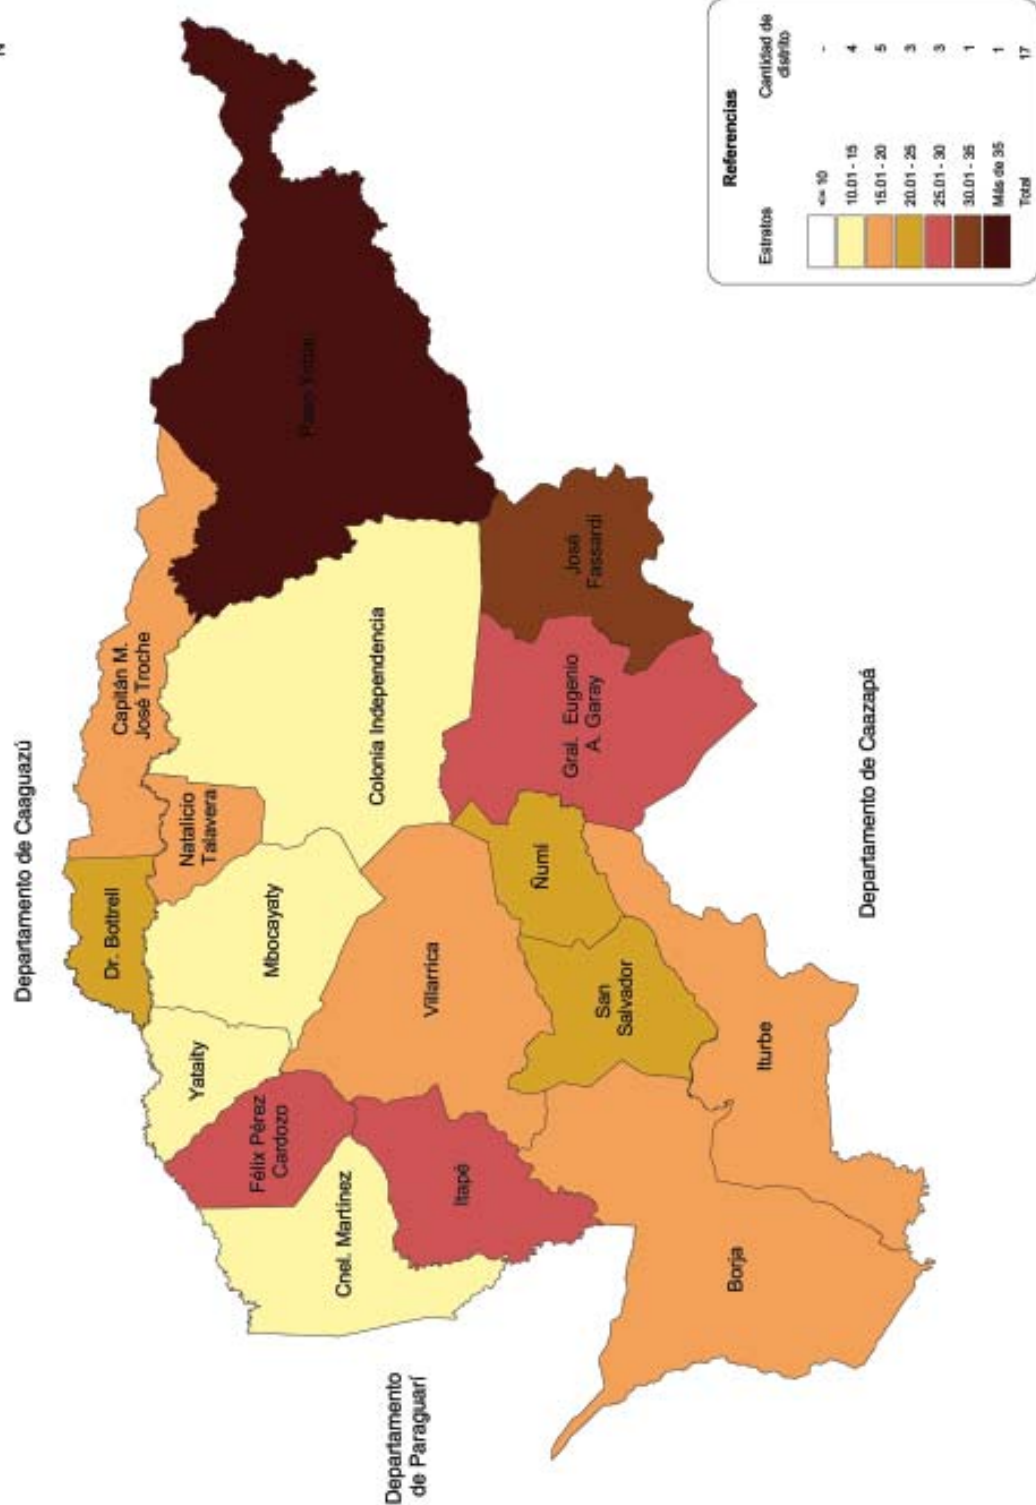 N
Departamento de Caaguazú
Capitán M.
José Troche
Dr. Bottrell
Natalicio
Talavera
Paso Yobai
Yataity
Mbocayaty
Colonia Independencia
Félix Pérez
Cardozo
Cnel. Martínez
Villarrica
Itapé
Ñumí
Gral. Eugenio
A. Garay
José
Fassardi
San
Salvador
Iturbe
Borja
Departamento
de Paraguarí
Departamento de Caazapá
Referencias
Estratos
Cantidad de
distrito
<= 10 -
10.01 - 15 4
15.01 - 20 5
20.01 - 25 3
25.01 - 30 3
30.01 - 35 1
Más de 35 1
Total 17